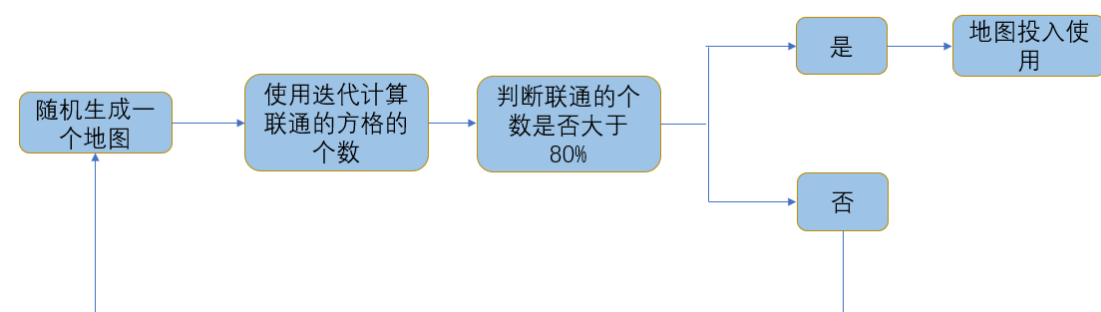 随机生成一
个地图
使用迭代计算
联通的方格的
个数
判断联通的个
数是否大于
80%
是
地图投入使
用
否